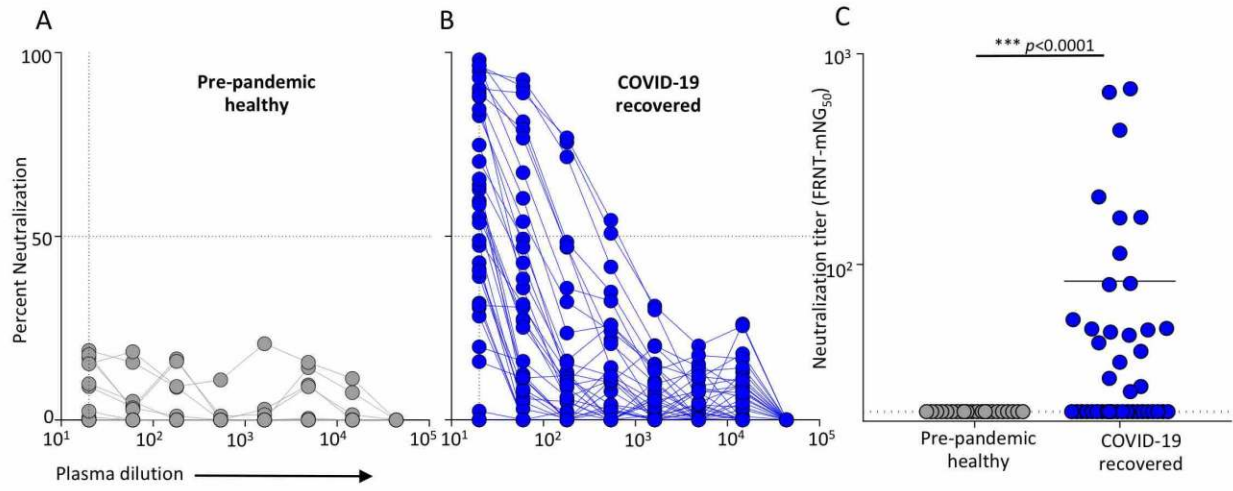 A
B
C
*** p<0.0001
Pre-pandemic
healthy
COVID-19
recovered
Percent Neutralization
100
50
0
10¹
10²
10³
10⁴
10⁵
10¹
10²
10³
10⁴
10⁵
Plasma dilution
Neutralization titer (FRNT-mNG₅₀)
10³
10²
Pre-pandemic
healthy
COVID-19
recovered